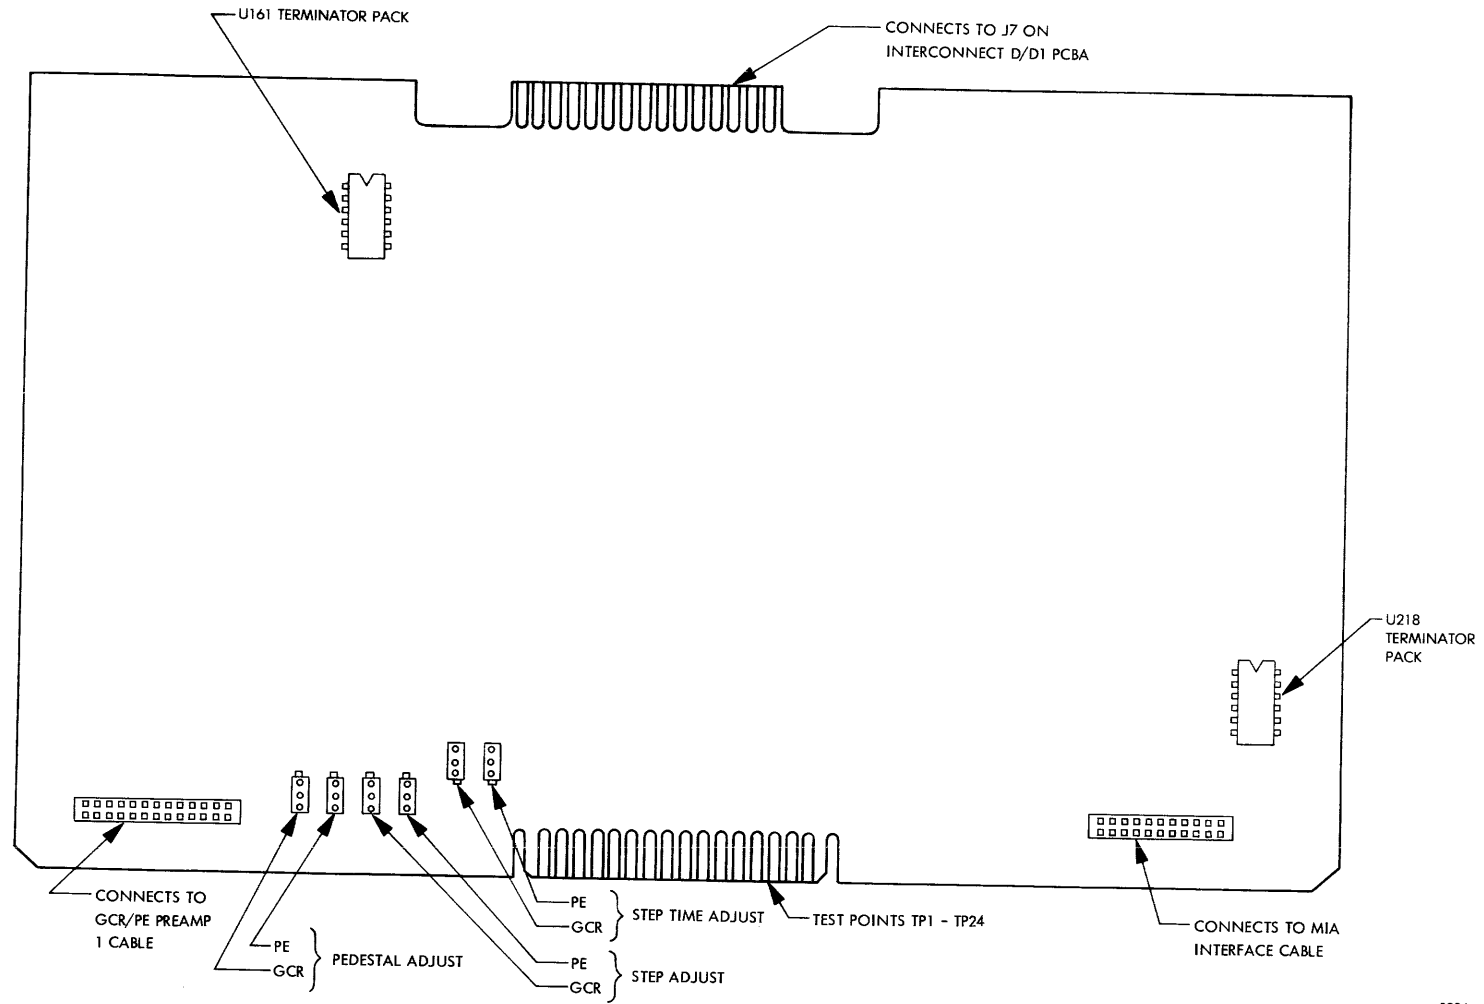 U161 TERMINATOR PACK
CONNECTS TO J7 ON
INTERCONNECT D/D1 PCBA
U218
TERMINATOR
PACK
CONNECTS TO
GCR/PE PREAMP
1 CABLE
PE
GCR
PEDESTAL ADJUST
PE
GCR
STEP TIME ADJUST
PE
GCR
STEP ADJUST
TEST POINTS TP1 - TP24
CONNECTS TO MIA
INTERFACE CABLE